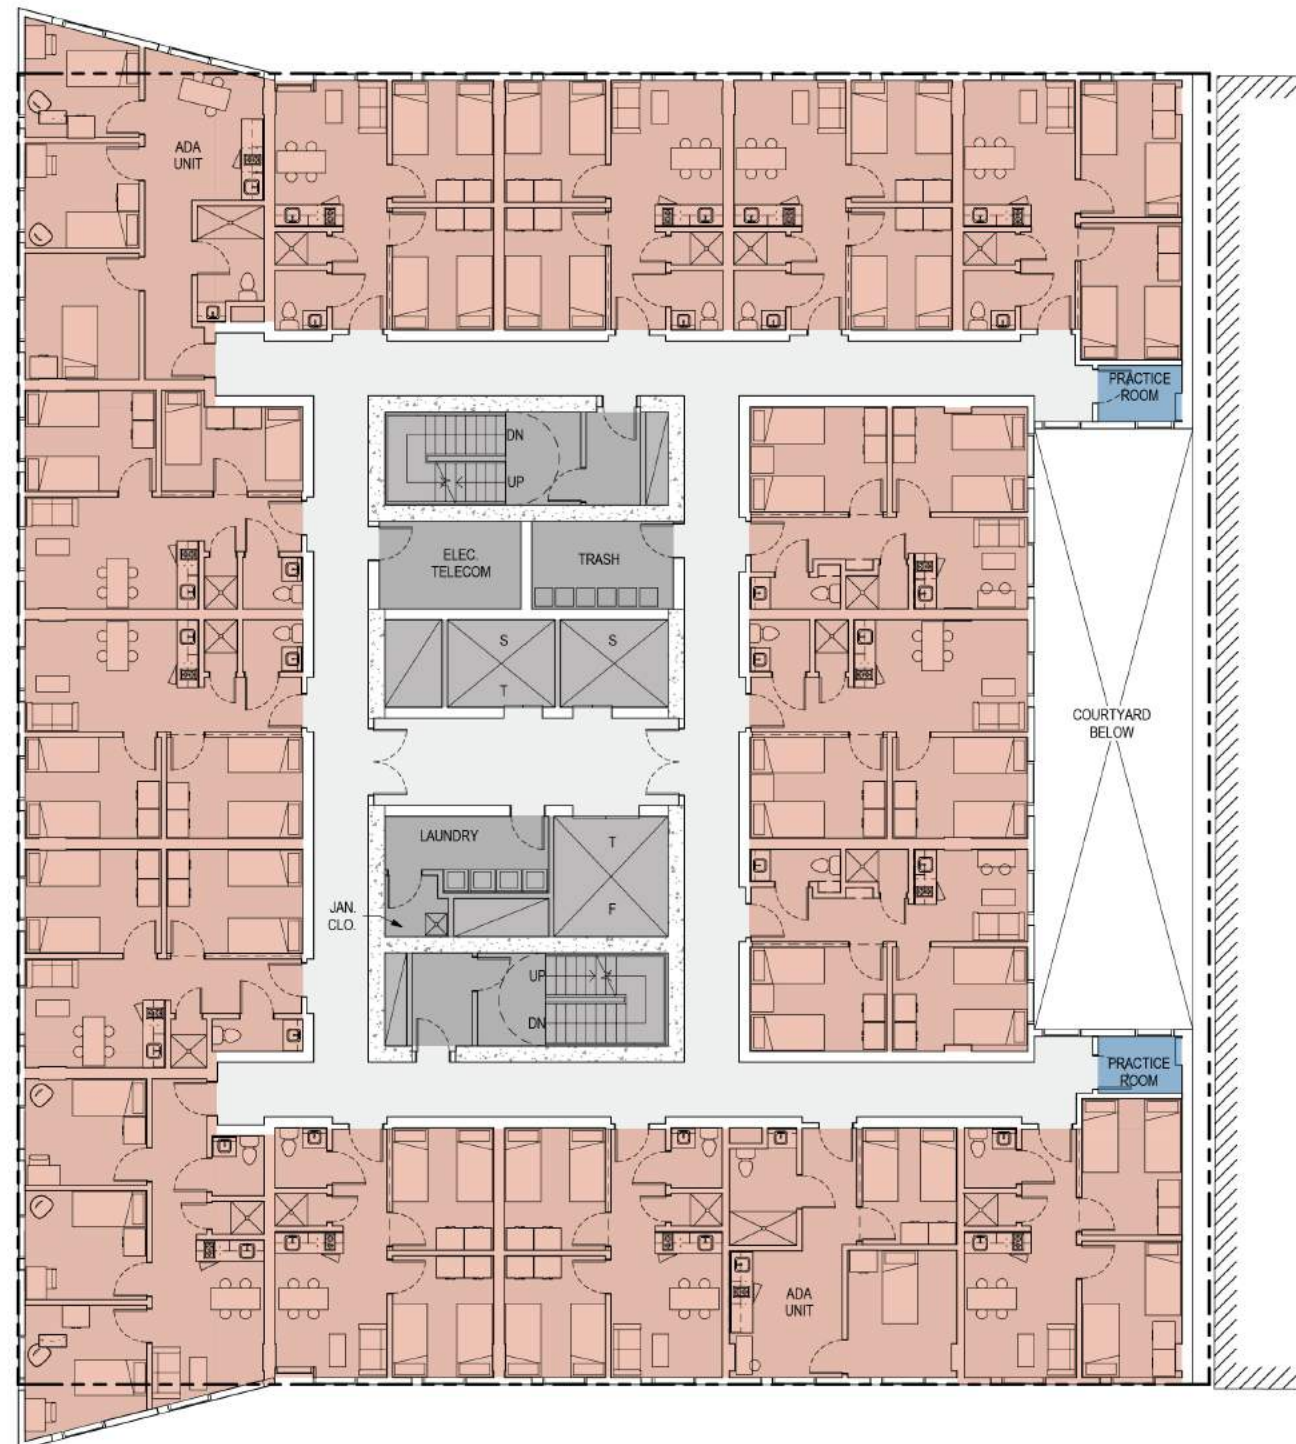 ADA
UNIT
PRACTICE
ROOM
DN
UP
ELEC.
TELECOM
TRASH
S
S
T
COURTYARD
BELOW
LAUNDRY
T
JAN.
CLO.
F
UP
DN
PRACTICE
ROOM
ADA
UNIT